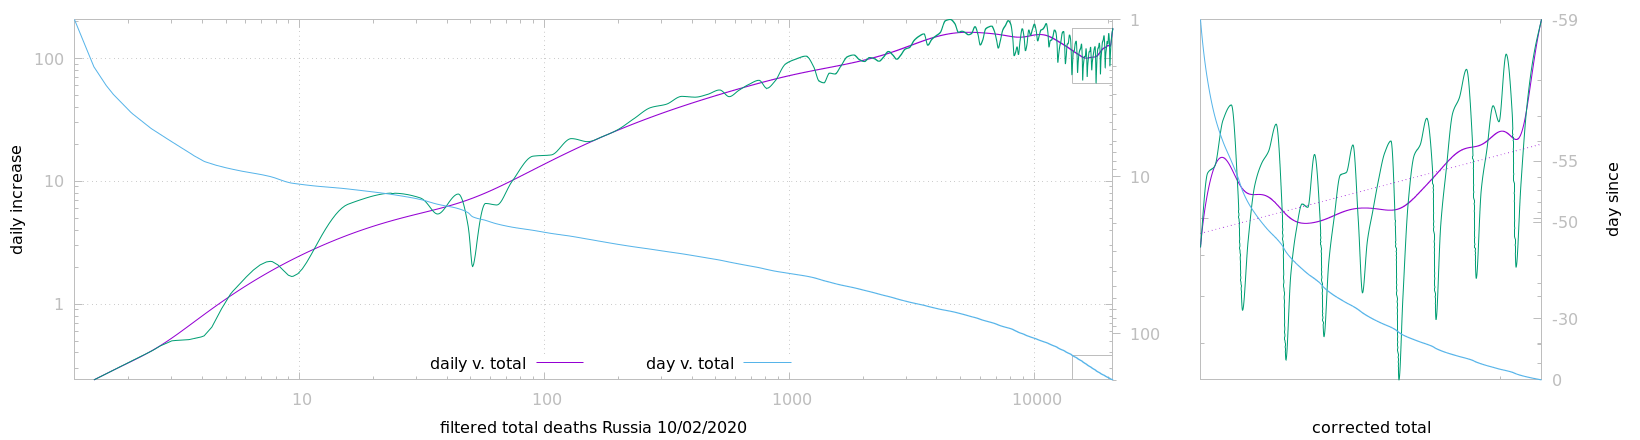 daily increase
100
10
1
10
100
1000
10000
1
10
100
daily v. total
day v. total
filtered total deaths Russia 10/02/2020
-59
-55
-50
-30
0
day since
corrected total